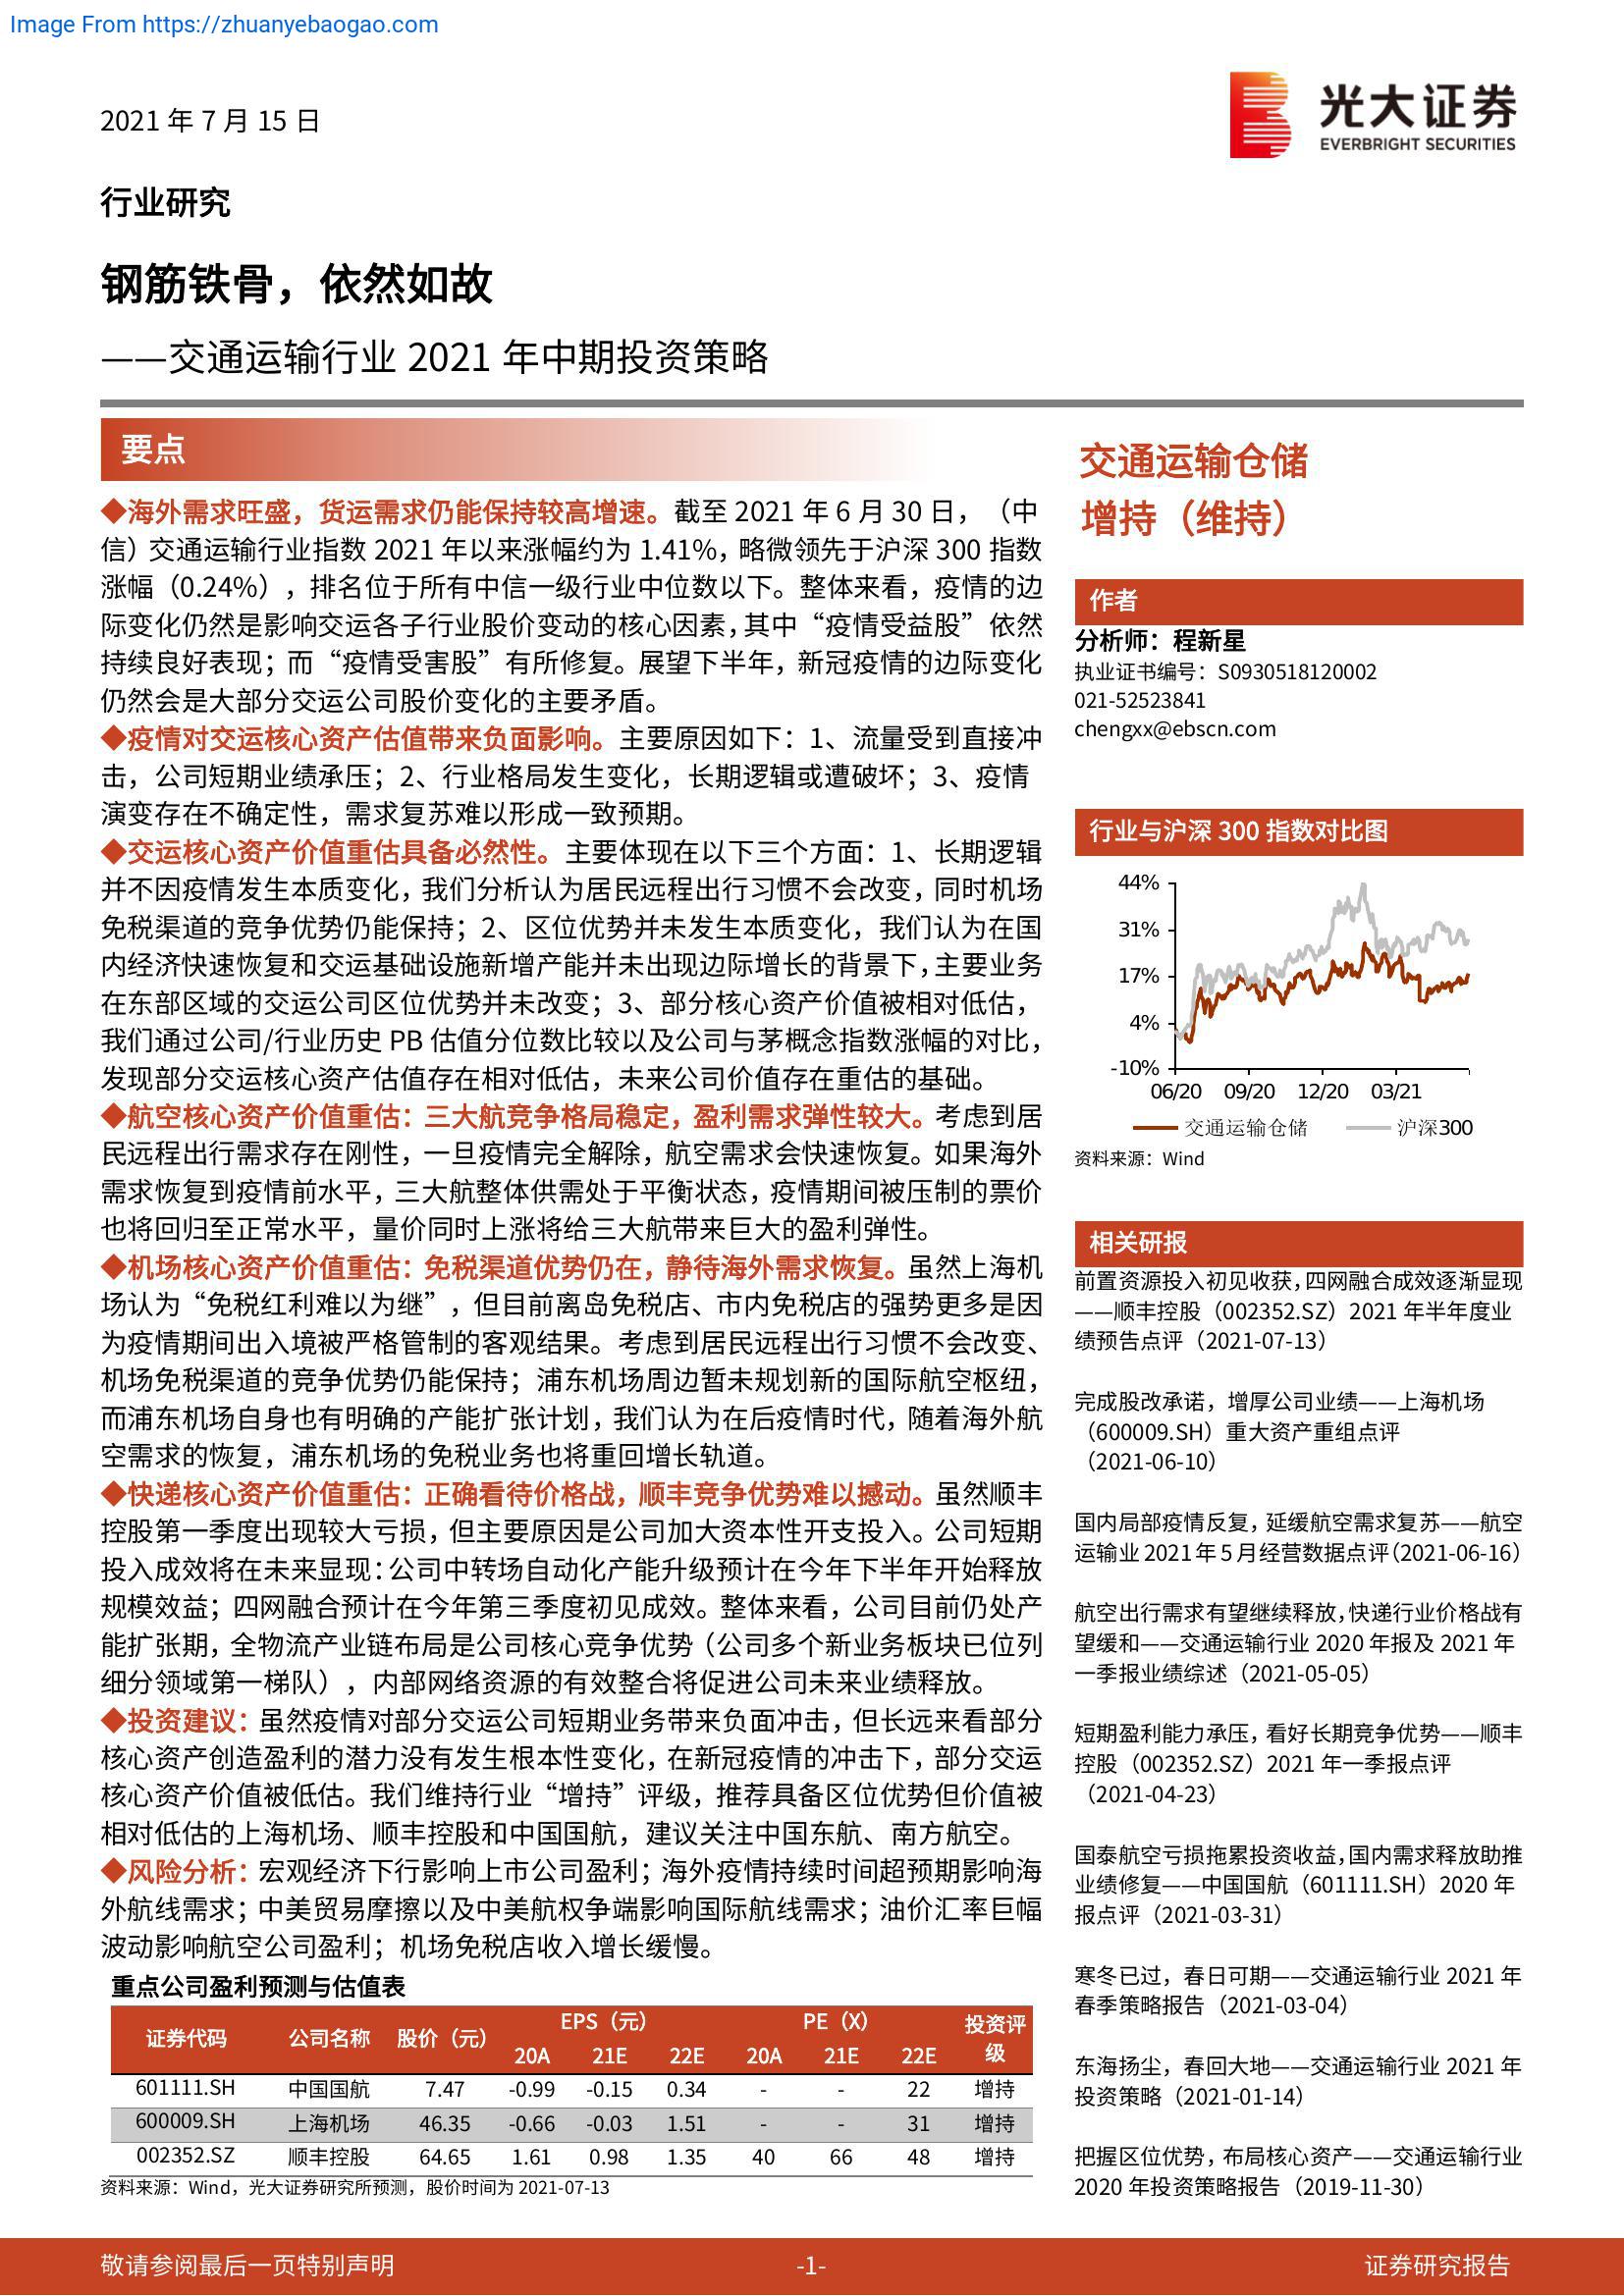 Image From https://zhuanyebaogao.com
2021 年 7 月 15 日
光大证券
EVERBRIGHT SECURITIES
行业研究
钢筋铁骨，依然如故
——交通运输行业 2021 年中期投资策略
要点
◆海外需求旺盛，货运需求仍能保持较高增速。截至 2021 年 6 月 30 日，（中
信）交通运输行业指数 2021 年以来涨幅约为 1.41%，略微领先于沪深 300 指数
涨幅（0.24%），排名位于所有中信一级行业中位数以下。整体来看，疫情的边
际变化仍然是影响交运各子行业股价变动的核心因素，其中“疫情受益股”依然
持续良好表现；而“疫情受害股”有所修复。展望下半年，新冠疫情的边际变化
仍然会是大部分交运公司股价变化的主要矛盾。
◆疫情对交运核心资产估值带来负面影响。主要原因如下：1、流量受到直接冲
击，公司短期业绩承压；2、行业格局发生变化，长期逻辑或遭破坏；3、疫情
演变存在不确定性，需求复苏难以形成一致预期。
◆交运核心资产价值重估具备必然性。主要体现在以下三个方面：1、长期逻辑
并不因疫情发生本质变化，我们分析认为居民远程出行习惯不会改变，同时机场
免税渠道的竞争优势仍能保持；2、区位优势并未发生本质变化，我们认为在国
内经济快速恢复和交运基础设施新增产能并未出现边际增长的背景下，主要业务
在东部区域的交运公司区位优势并未改变；3、部分核心资产价值被相对低估，
我们通过公司/行业历史 PB 估值分位数比较以及公司与茅概念指数涨幅的对比，
发现部分交运核心资产估值存在相对低估，未来公司价值存在重估的基础。
◆航空核心资产价值重估：三大航竞争格局稳定，盈利需求弹性较大。考虑到居
民远程出行需求存在刚性，一旦疫情完全解除，航空需求会快速恢复。如果海外
需求恢复到疫情前水平，三大航整体供需处于平衡状态，疫情期间被压制的票价
也将回归至正常水平，量价同时上涨将给三大航带来巨大的盈利弹性。
◆机场核心资产价值重估：免税渠道优势仍在，静待海外需求恢复。虽然上海机
场认为“免税红利难以为继”，但目前离岛免税店、市内免税店的强势更多是因
为疫情期间出入境被严格管制的客观结果。考虑到居民远程出行习惯不会改变、
机场免税渠道的竞争优势仍能保持；浦东机场周边暂未规划新的国际航空枢纽，
而浦东机场自身也有明确的产能扩张计划，我们认为在后疫情时代，随着海外航
空需求的恢复，浦东机场的免税业务也将重回增长轨道。
◆快递核心资产价值重估：正确看待价格战，顺丰竞争优势难以撼动。虽然顺丰
控股第一季度出现较大亏损，但主要原因是公司加大资本性开支投入。公司短期
投入成效将在未来显现：公司中转场自动化产能升级预计在今年下半年开始释放
规模效益；四网融合预计在今年第三季度初见成效。整体来看，公司目前仍处产
能扩张期，全物流产业链布局是公司核心竞争优势（公司多个新业务板块已位列
细分领域第一梯队），内部网络资源的有效整合将促进公司未来业绩释放。
◆投资建议：虽然疫情对部分交运公司短期业务带来负面冲击，但长远来看部分
核心资产创造盈利的潜力没有发生根本性变化，在新冠疫情的冲击下，部分交运
核心资产价值被低估。我们维持行业“增持”评级，推荐具备区位优势但价值被
相对低估的上海机场、顺丰控股和中国国航，建议关注中国东航、南方航空。
◆风险分析：宏观经济下行影响上市公司盈利；海外疫情持续时间超预期影响海
外航线需求；中美贸易摩擦以及中美航权争端影响国际航线需求；油价汇率巨幅
波动影响航空公司盈利；机场免税店收入增长缓慢。
重点公司盈利预测与估值表
证券代码 公司名称 股价（元） EPS（元） PE（X） 投资评级
20A 21E 22E 20A 21E 22E
601111.SH 中国国航 7.47 -0.99 -0.15 0.34 - - 22 增持
600009.SH 上海机场 46.35 -0.66 -0.03 1.51 - - 31 增持
002352.SZ 顺丰控股 64.65 1.61 0.98 1.35 40 66 48 增持
资料来源：Wind，光大证券研究所预测，股价时间为 2021-07-13
交通运输仓储
增持（维持）
作者
分析师：程新星
执业证书编号：S0930518120002
021-52523841
chengxx@ebscn.com
行业与沪深 300 指数对比图
44%
31%
17%
4%
-10%
06/20 09/20 12/20 03/21
交通运输仓储 沪深300
资料来源：Wind
相关研报
前置资源投入初见收获，四网融合成效逐渐显现
——顺丰控股（002352.SZ）2021 年半年度业
绩预告点评（2021-07-13）
完成股改承诺，增厚公司业绩——上海机场
（600009.SH）重大资产重组点评
（2021-06-10）
国内局部疫情反复，延缓航空需求复苏——航空
运输业 2021 年 5 月经营数据点评（2021-06-16）
航空出行需求有望继续释放，快递行业价格战有
望缓和——交通运输行业 2020 年报及 2021 年
一季报业绩综述（2021-05-05）
短期盈利能力承压，看好长期竞争优势——顺丰
控股（002352.SZ）2021 年一季报点评
（2021-04-23）
国泰航空亏损拖累投资收益，国内需求释放助推
业绩修复——中国国航（601111.SH）2020 年
报点评（2021-03-31）
寒冬已过，春日可期——交通运输行业 2021 年
春季策略报告（2021-03-04）
东海扬尘，春回大地——交通运输行业 2021 年
投资策略（2021-01-14）
把握区位优势，布局核心资产——交通运输行业
2020 年投资策略报告（2019-11-30）
敬请参阅最后一页特别声明
-1-
证券研究报告